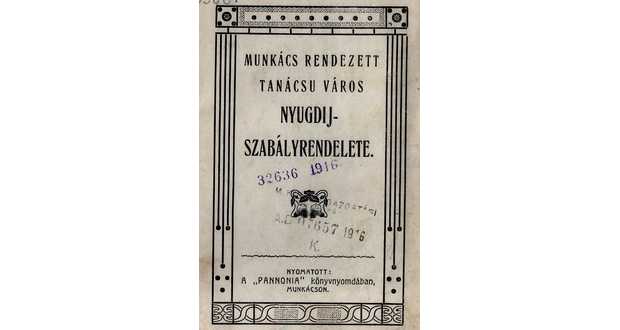 MUNKÁCS RENDEZETT
TANÁCSU VÁROS
NYUGDIJ-
SZABÁLYRENDELETE.
32636 1916.
1916
K.
NYOMATOTT:
A „PANNONIA" könyvnyomdában,
MUNKÁCSON.